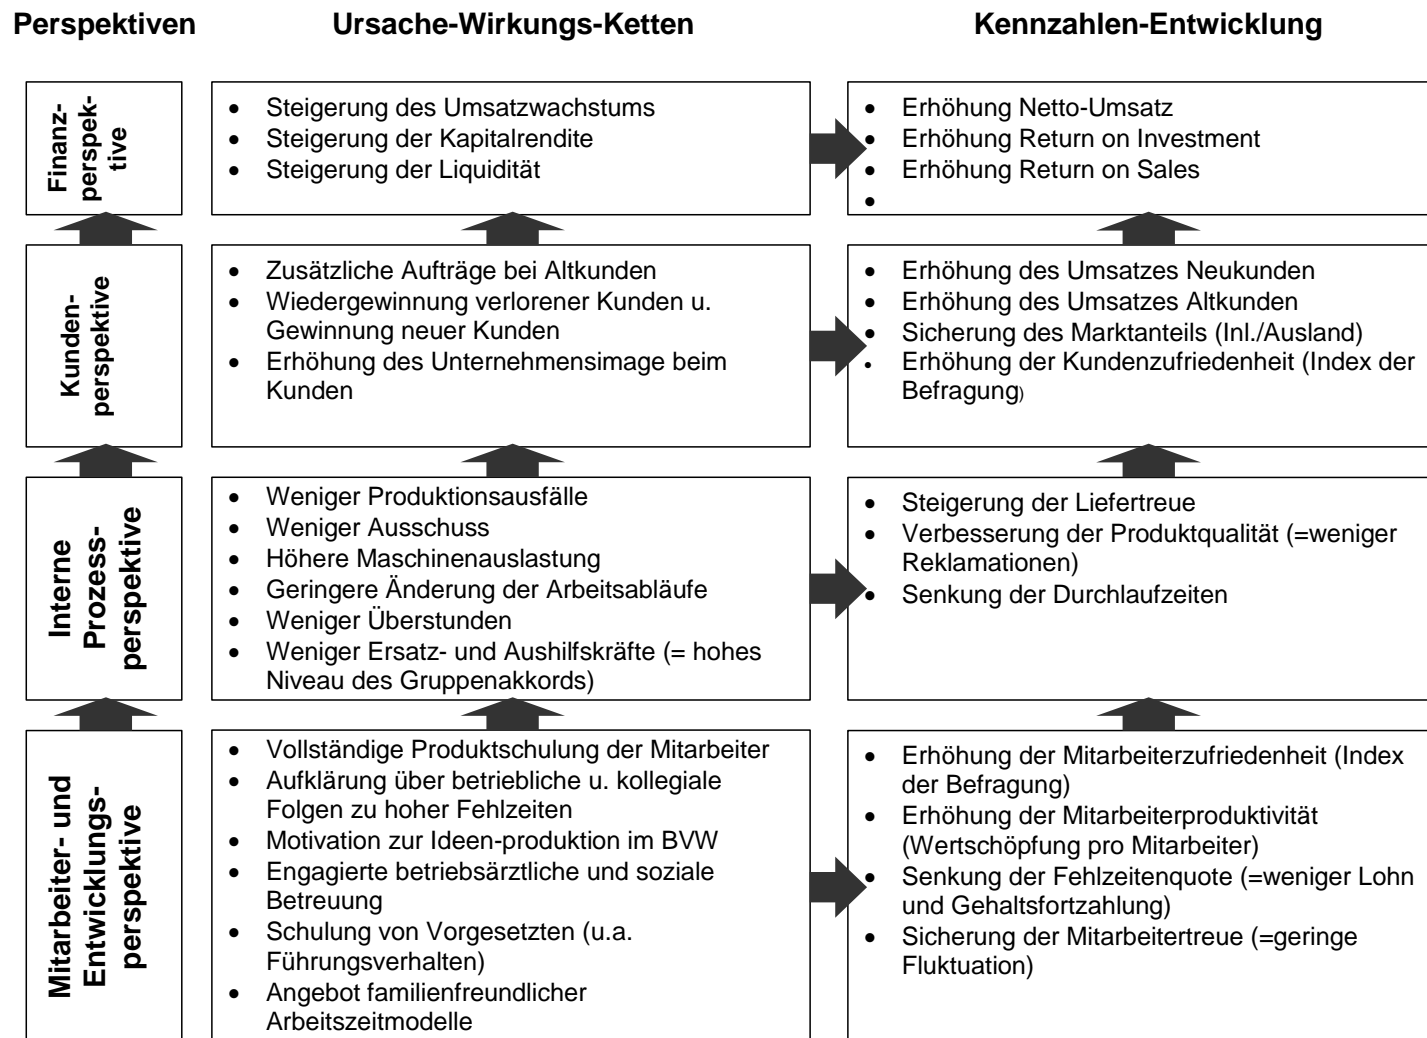 Perspektiven
Ursache-Wirkungs-Ketten
Kennzahlen-Entwicklung
Finanz-
perspek-
tive
• Steigerung des Umsatzwachstums
• Steigerung der Kapitalrendite
• Steigerung der Liquidität
• Erhöhung Netto-Umsatz
• Erhöhung Return on Investment
• Erhöhung Return on Sales
•
Kunden-
perspektive
• Zusätzliche Aufträge bei Altkunden
• Wiedergewinnung verlorener Kunden u.
Gewinnung neuer Kunden
• Erhöhung des Unternehmensimage beim
Kunden
• Erhöhung des Umsatzes Neukunden
• Erhöhung des Umsatzes Altkunden
• Sicherung des Marktanteils (Inl./Ausland)
• Erhöhung der Kundenzufriedenheit (Index der
Befragung)
Interne
Prozess-
perspektive
• Weniger Produktionsausfälle
• Weniger Ausschuss
• Höhere Maschinenauslastung
• Geringere Änderung der Arbeitsabläufe
• Weniger Überstunden
• Weniger Ersatz- und Aushilfskräfte (= hohes
Niveau des Gruppenakkords)
• Steigerung der Liefertreue
• Verbesserung der Produktqualität (=weniger
Reklamationen)
• Senkung der Durchlaufzeiten
Mitarbeiter- und
Entwicklungs-
perspektive
• Vollständige Produktschulung der Mitarbeiter
• Aufklärung über betriebliche u. kollegiale
Folgen zu hoher Fehlzeiten
• Motivation zur Ideen-produktion im BVW
• Engagierte betriebsärztliche und soziale
Betreuung
• Schulung von Vorgesetzten (u.a.
Führungsverhalten)
• Angebot familienfreundlicher
Arbeitszeitmodelle
• Erhöhung der Mitarbeiterzufriedenheit (Index
der Befragung)
• Erhöhung der Mitarbeiterproduktivität
(Wertschöpfung pro Mitarbeiter)
• Senkung der Fehlzeitenquote (=weniger Lohn
und Gehaltsfortzahlung)
• Sicherung der Mitarbeitertreue (=geringe
Fluktuation)